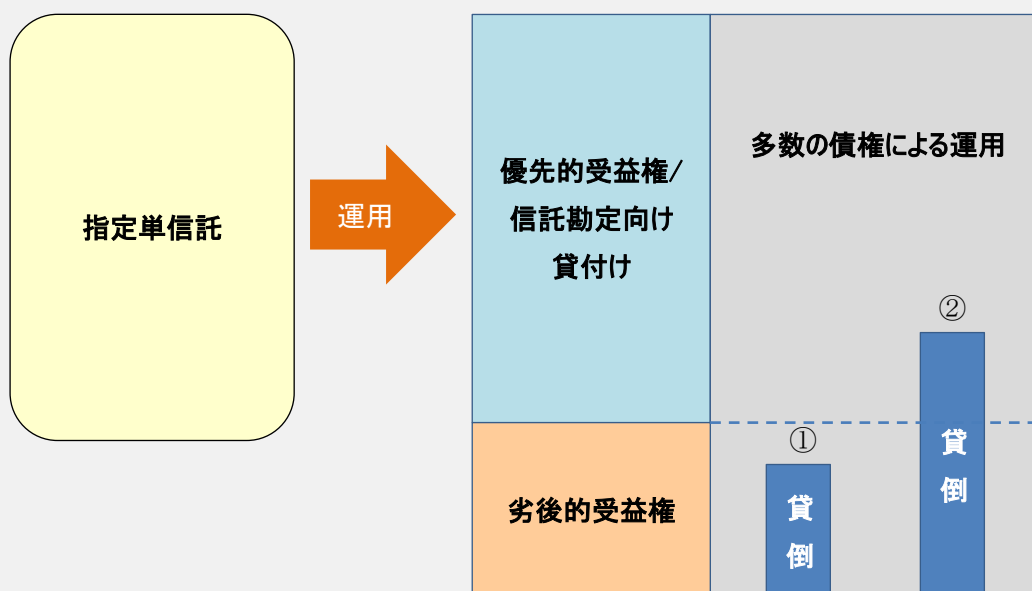 指定単信託
運用
優先的受益権/
信託勘定向け
貸付け
劣後的受益権
多数の債権による運用
①
貸倒
②
貸倒